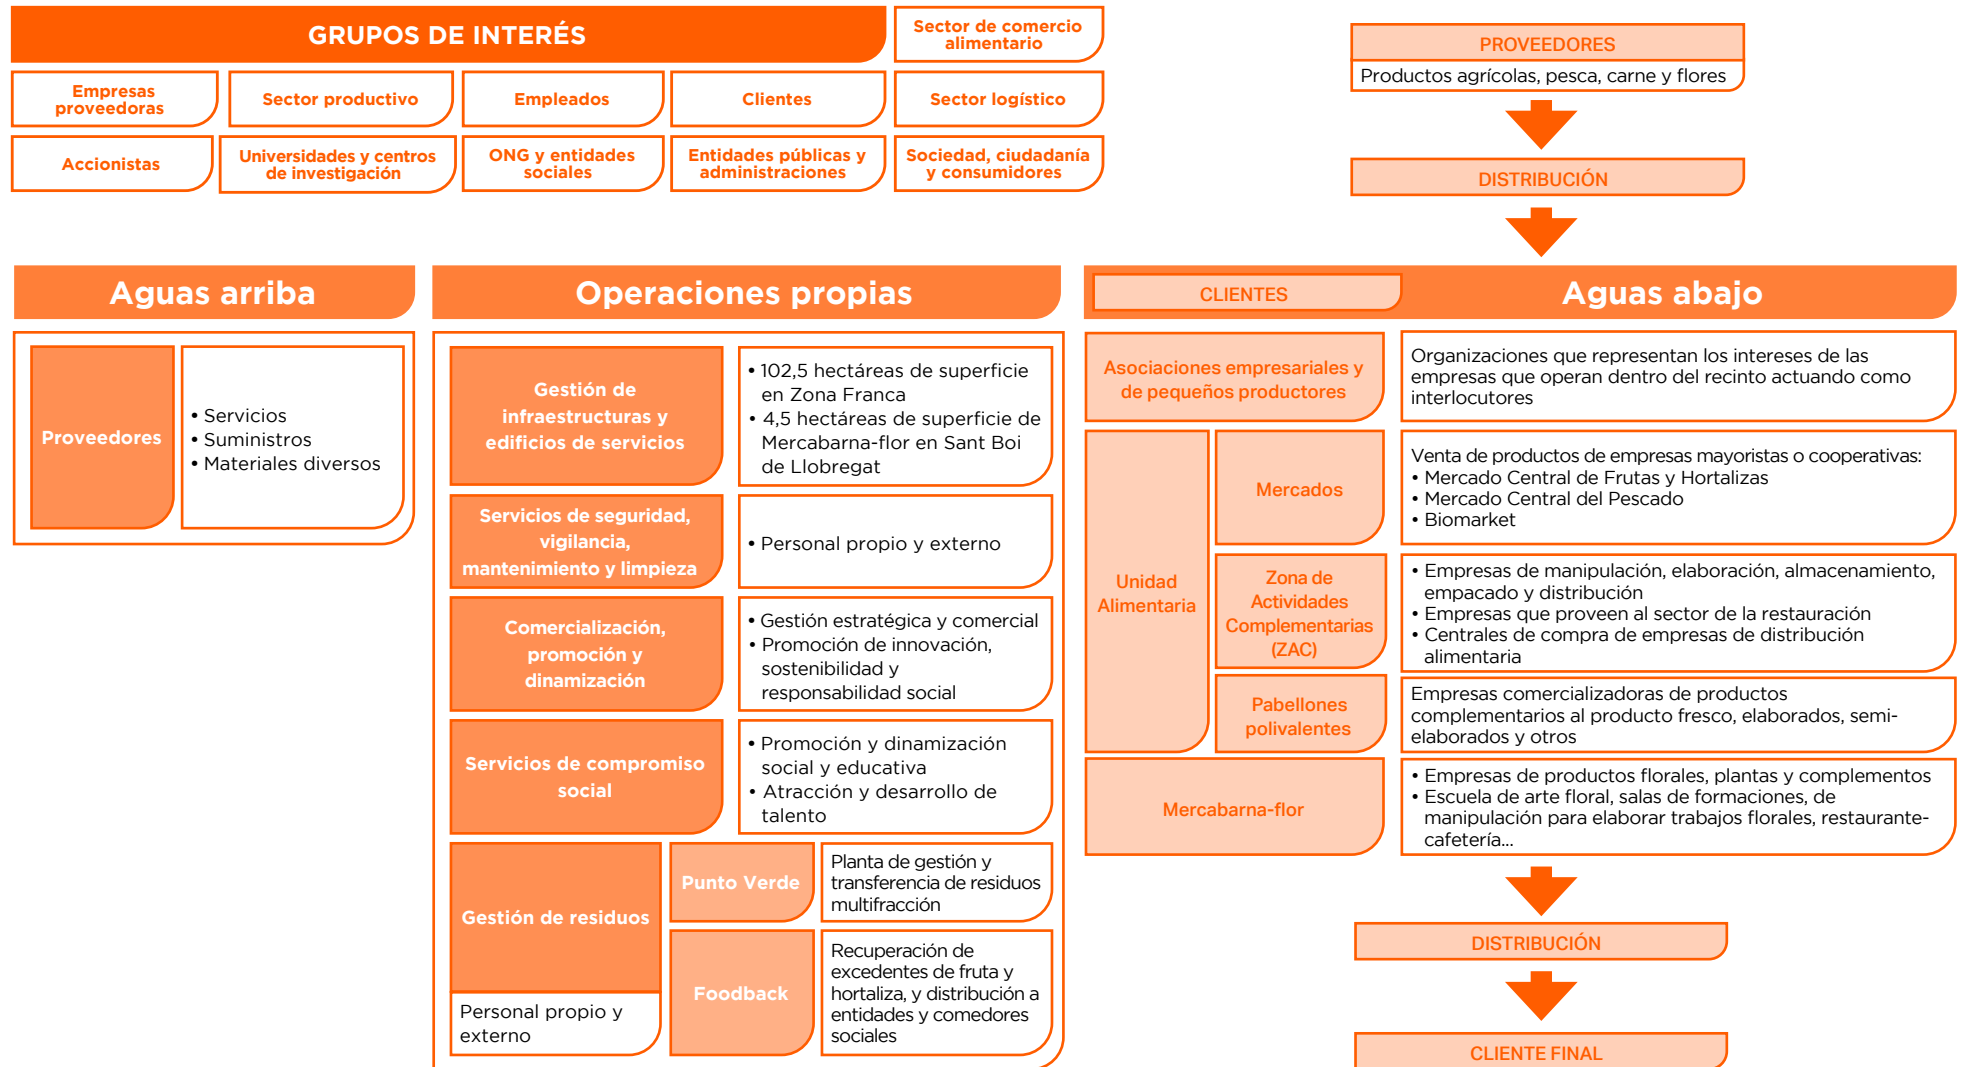 GRUPOS DE INTERÉS
Sector de comercio
alimentario
Empresas
proveedoras
Sector productivo
Empleados
Clientes
Sector logístico
Accionistas
Universidades y centros
de investigación
ONG y entidades
sociales
Entidades públicas y
administraciones
Sociedad, ciudadanía
y consumidores
PROVEEDORES
Productos agrícolas, pesca, carne y flores
DISTRIBUCIÓN
Aguas arriba
Proveedores
• Servicios
• Suministros
• Materiales diversos
Operaciones propias
Gestión de
infraestructuras y
edificios de servicios
• 102,5 hectáreas de superficie
en Zona Franca
• 4,5 hectáreas de superficie de
Mercabarna-flor en Sant Boi
de Llobregat
Servicios de seguridad,
vigilancia,
mantenimiento y limpieza
• Personal propio y externo
Comercialización,
promoción y
dinamización
• Gestión estratégica y comercial
• Promoción de innovación,
sostenibilidad y
responsabilidad social
Servicios de compromiso
social
• Promoción y dinamización
social y educativa
• Atracción y desarrollo de
talento
Gestión de residuos
Personal propio y
externo
Punto Verde
Planta de gestión y
transferencia de residuos
multifracción
Foodback
Recuperación de
excedentes de fruta y
hortaliza, y distribución a
entidades y comedores
sociales
CLIENTES
Aguas abajo
Asociaciones empresariales y
de pequeños productores
Organizaciones que representan los intereses de las
empresas que operan dentro del recinto actuando como
interlocutores
Unidad
Alimentaria
Mercados
Venta de productos de empresas mayoristas o cooperativas:
• Mercado Central de Frutas y Hortalizas
• Mercado Central del Pescado
• Biomarket
Zona de
Actividades
Complementarias
(ZAC)
• Empresas de manipulación, elaboración, almacenamiento,
empacado y distribución
• Empresas que proveen al sector de la restauración
• Centrales de compra de empresas de distribución
alimentaria
Pabellones
polivalentes
Empresas comercializadoras de productos
complementarios al producto fresco, elaborados, semi-
elaborados y otros
Mercabarna-flor
• Empresas de productos florales, plantas y complementos
• Escuela de arte floral, salas de formaciones, de
manipulación para elaborar trabajos florales, restaurante-
cafetería...
DISTRIBUCIÓN
CLIENTE FINAL